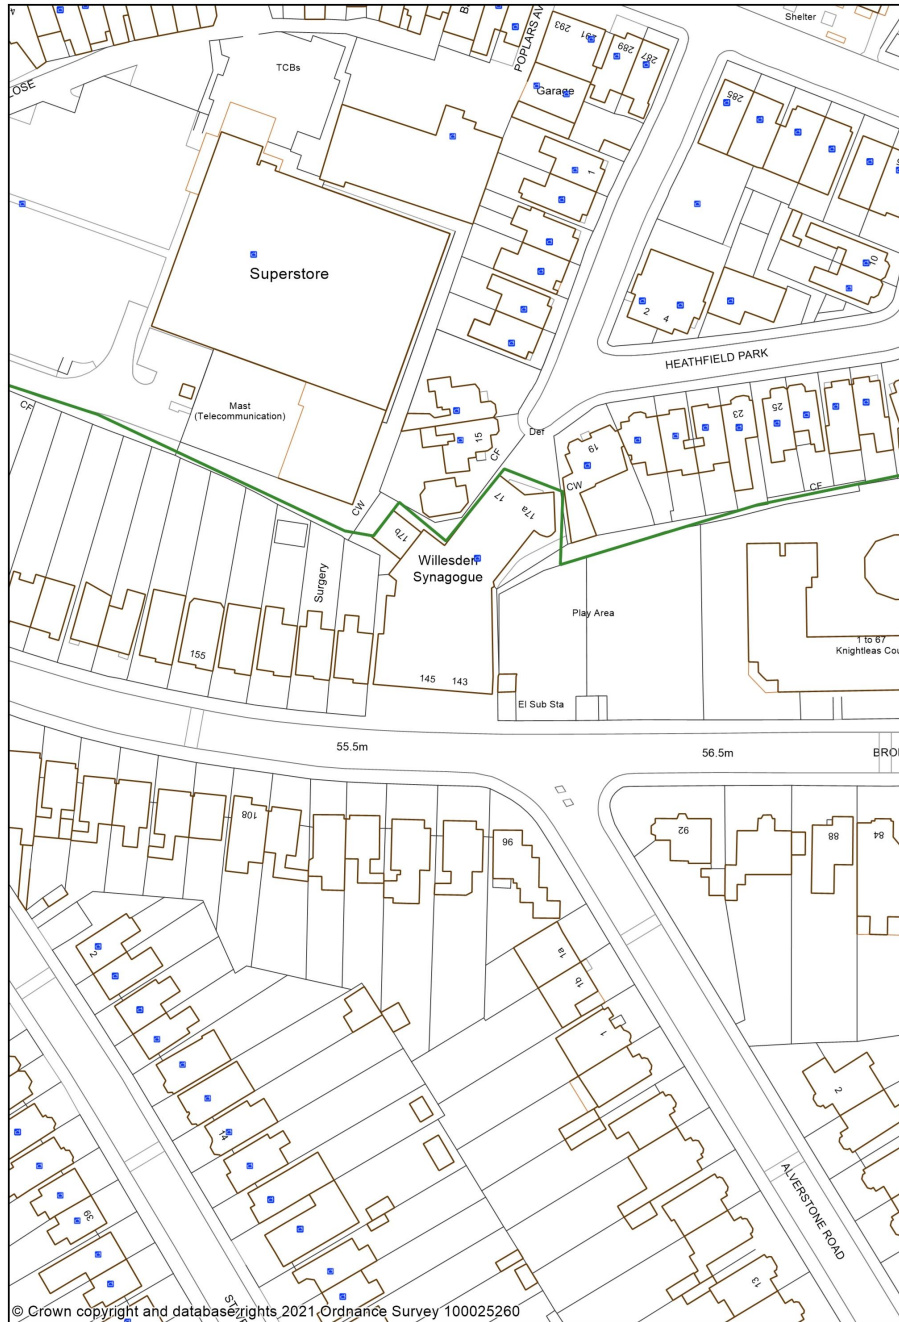 Shelter
POPLARS AV
293
291
289
287
TCBs
OSE
Garage
285
1
10
Superstore
2
4
HEATHFIELD PARK
Mast
(Telecommunication)
CF
15
CF
Def
23
25
19
CW
CW
CF
17
17a
17b
Willesden
Synagogue
Surgery
Play Area
1 to 67
Knightleas Cou
155
145
143
El Sub Sta
55.5m
56.5m
BRO
108
96
92
88
84
2
1a
1b
1
2
14
39
ALVERSTONE ROAD
13
© Crown copyright and database rights 2021 Ordnance Survey 100025260